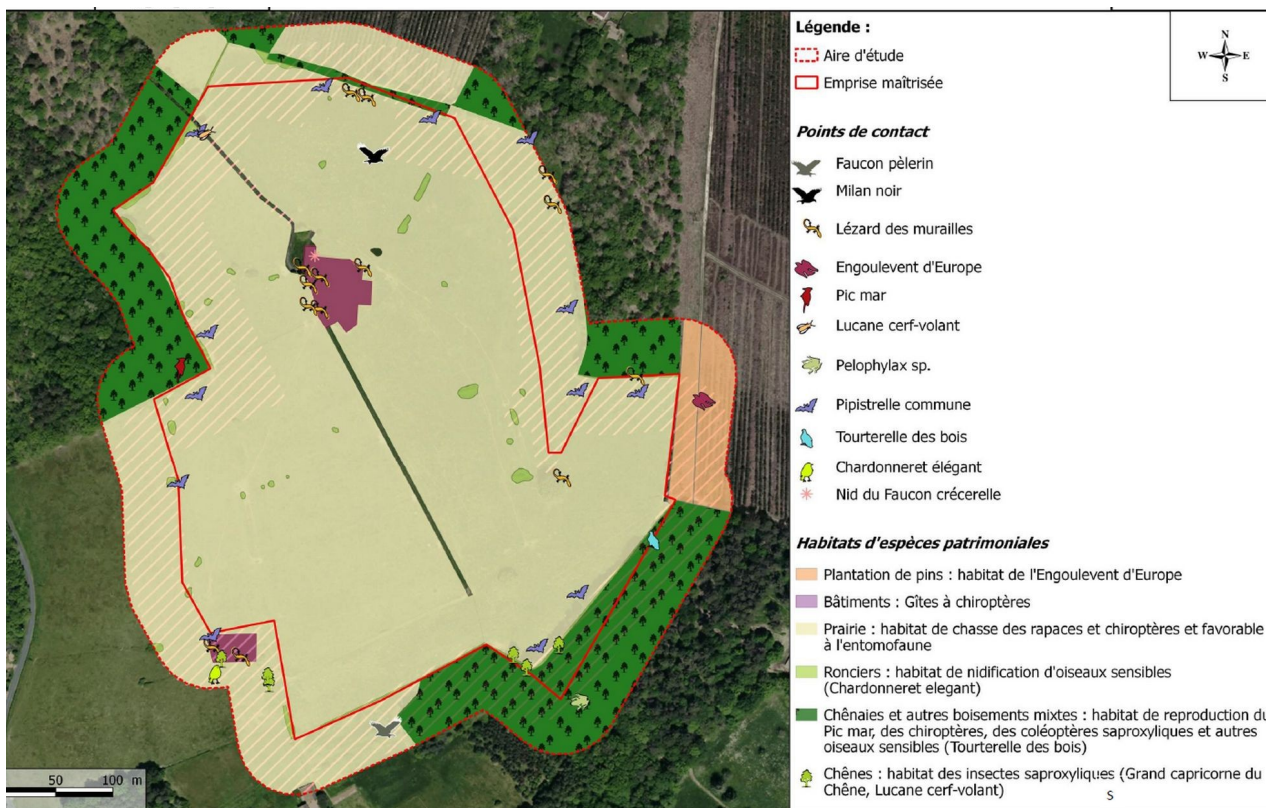 Légende :
Aire d'étude
Emprise maîtrisée
N
W E
S
Points de contact
Faucon pèlerin
Milan noir
Lézard des murailles
Engoulevent d'Europe
Pic mar
Lucane cerf-volant
Pelophylax sp.
Pipistrelle commune
Tourterelle des bois
Chardonneret élégant
Nid du Faucon crécerelle
Habitats d'espèces patrimoniales
Plantation de pins : habitat de l'Engoulevent d'Europe
Bâtiments : Gîtes à chiroptères
Prairie : habitat de chasse des rapaces et chiroptères et favorable
à l'entomofaune
Ronciers : habitat de nidification d'oiseaux sensibles
(Chardonneret elegant)
Chênaies et autres boisements mixtes : habitat de reproduction du
Pic mar, des chiroptères, des coléoptères saproxyliques et autres
oiseaux sensibles (Tourterelle des bois)
Chênes : habitat des insectes saproxyliques (Grand capricorne du
Chêne, Lucane cerf-volant)
S
50 100 m